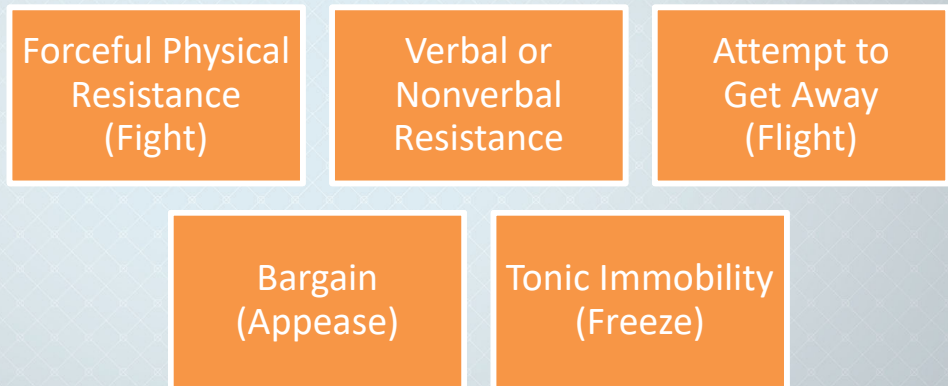 Forceful Physical
Resistance
(Fight)
Verbal or
Nonverbal
Resistance
Attempt to
Get Away
(Flight)
Bargain
(Appease)
Tonic Immobility
(Freeze)